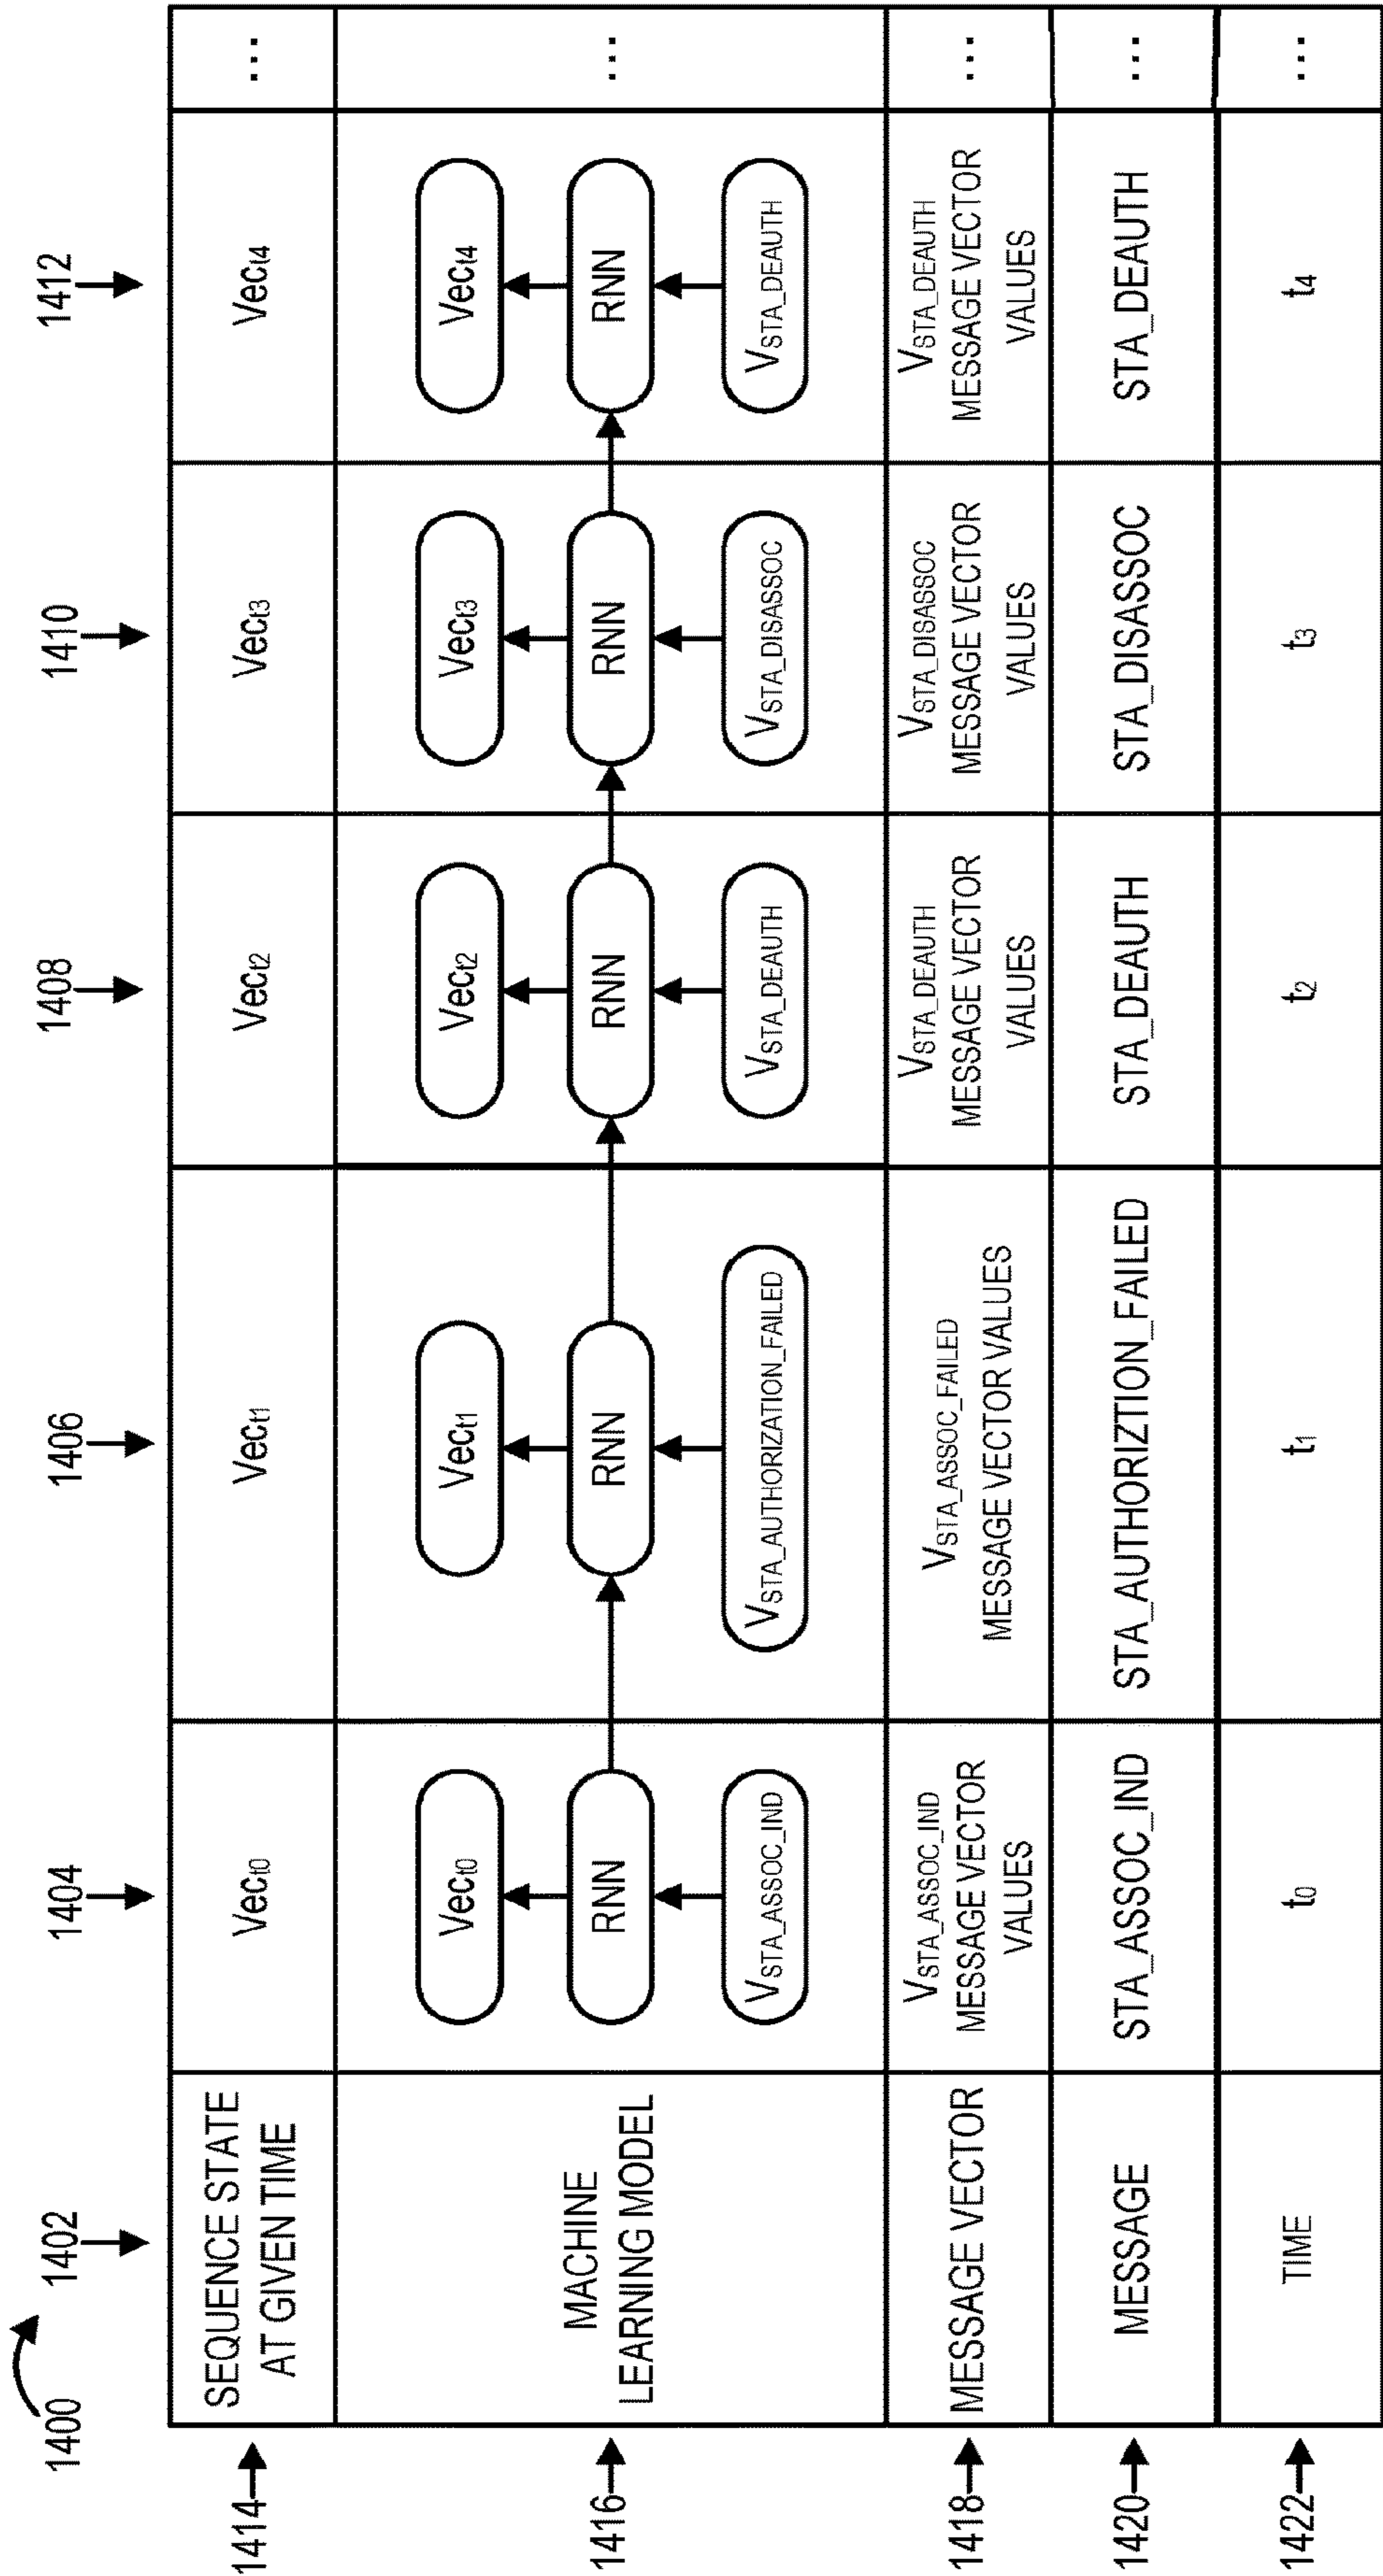 1400
1402
1404
1406
1408
1410
1412
1414
SEQUENCE STATE
AT GIVEN TIME
Vect0
Vect1
Vect2
Vect3
Vect4
...
1416
MACHINE
LEARNING MODEL
Vect0
RNN
VSTA_ASSOC_IND
Vect1
RNN
VSTA_AUTHORIZATION_FAILED
Vect2
RNN
VSTA_DEAUTH
Vect3
RNN
VSTA_DISASSOC
Vect4
RNN
VSTA_DEAUTH
...
1418
MESSAGE VECTOR
VSTA_ASSOC_IND
MESSAGE VECTOR
VALUES
VSTA_ASSOC_FAILED
MESSAGE VECTOR VALUES
VSTA_DEAUTH
MESSAGE VECTOR
VALUES
VSTA_DISASSOC
MESSAGE VECTOR
VALUES
VSTA_DEAUTH
MESSAGE VECTOR
VALUES
...
1420
MESSAGE
STA_ASSOC_IND
STA_AUTHORIZTION_FAILED
STA_DEAUTH
STA_DISASSOC
STA_DEAUTH
...
1422
TIME
t0
t1
t2
t3
t4
...